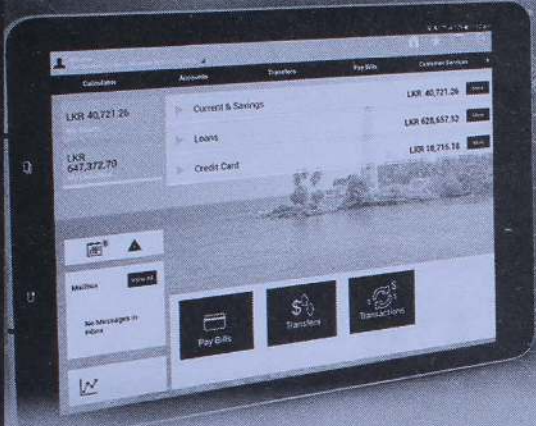 Calculator
Accounts
Transfers
Pay Bills
Customer Services
LKR 40,721.26
LKR
647,372.70
Current & Savings
LKR 40,721.26
More
Loans
LKR 628,657.52
More
Credit Card
LKR 18,715.18
More
Mailbox
View All
No Messages in
Inbox
Pay Bills
Transfers
Transactions